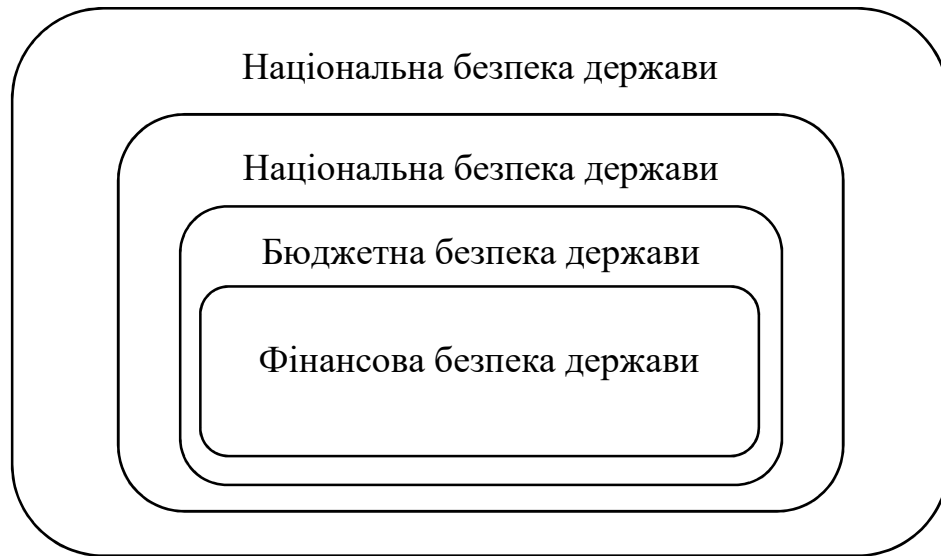 Національна безпека держави
Національна безпека держави
Бюджетна безпека держави
Фінансова безпека держави